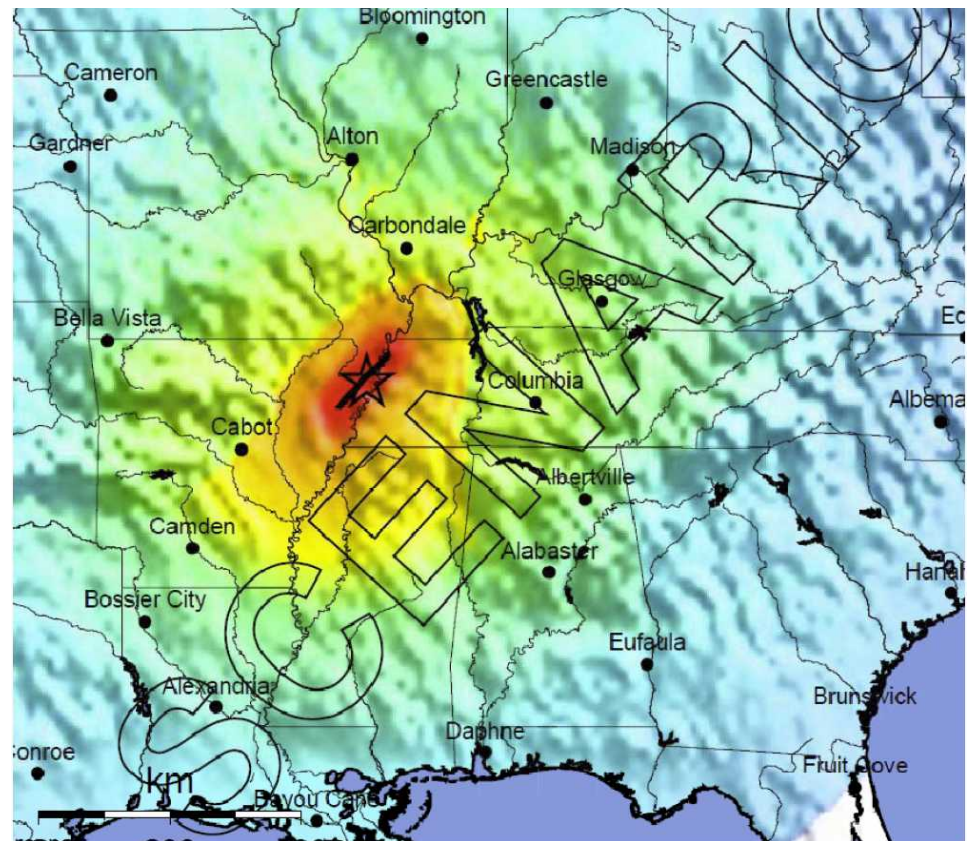 Bloomington
Cameron
Greencastle
Gardner
Alton
Madison
Carbondale
Glasgow
Bella Vista
Columbia
Albema
Cabot
Albertville
Camden
Alabaster
Hanah
Bossier City
Eufaula
Alexandria
Brunswick
Daphne
onroe
Fruit Cove
km
Bayou Cane
SCENARIO